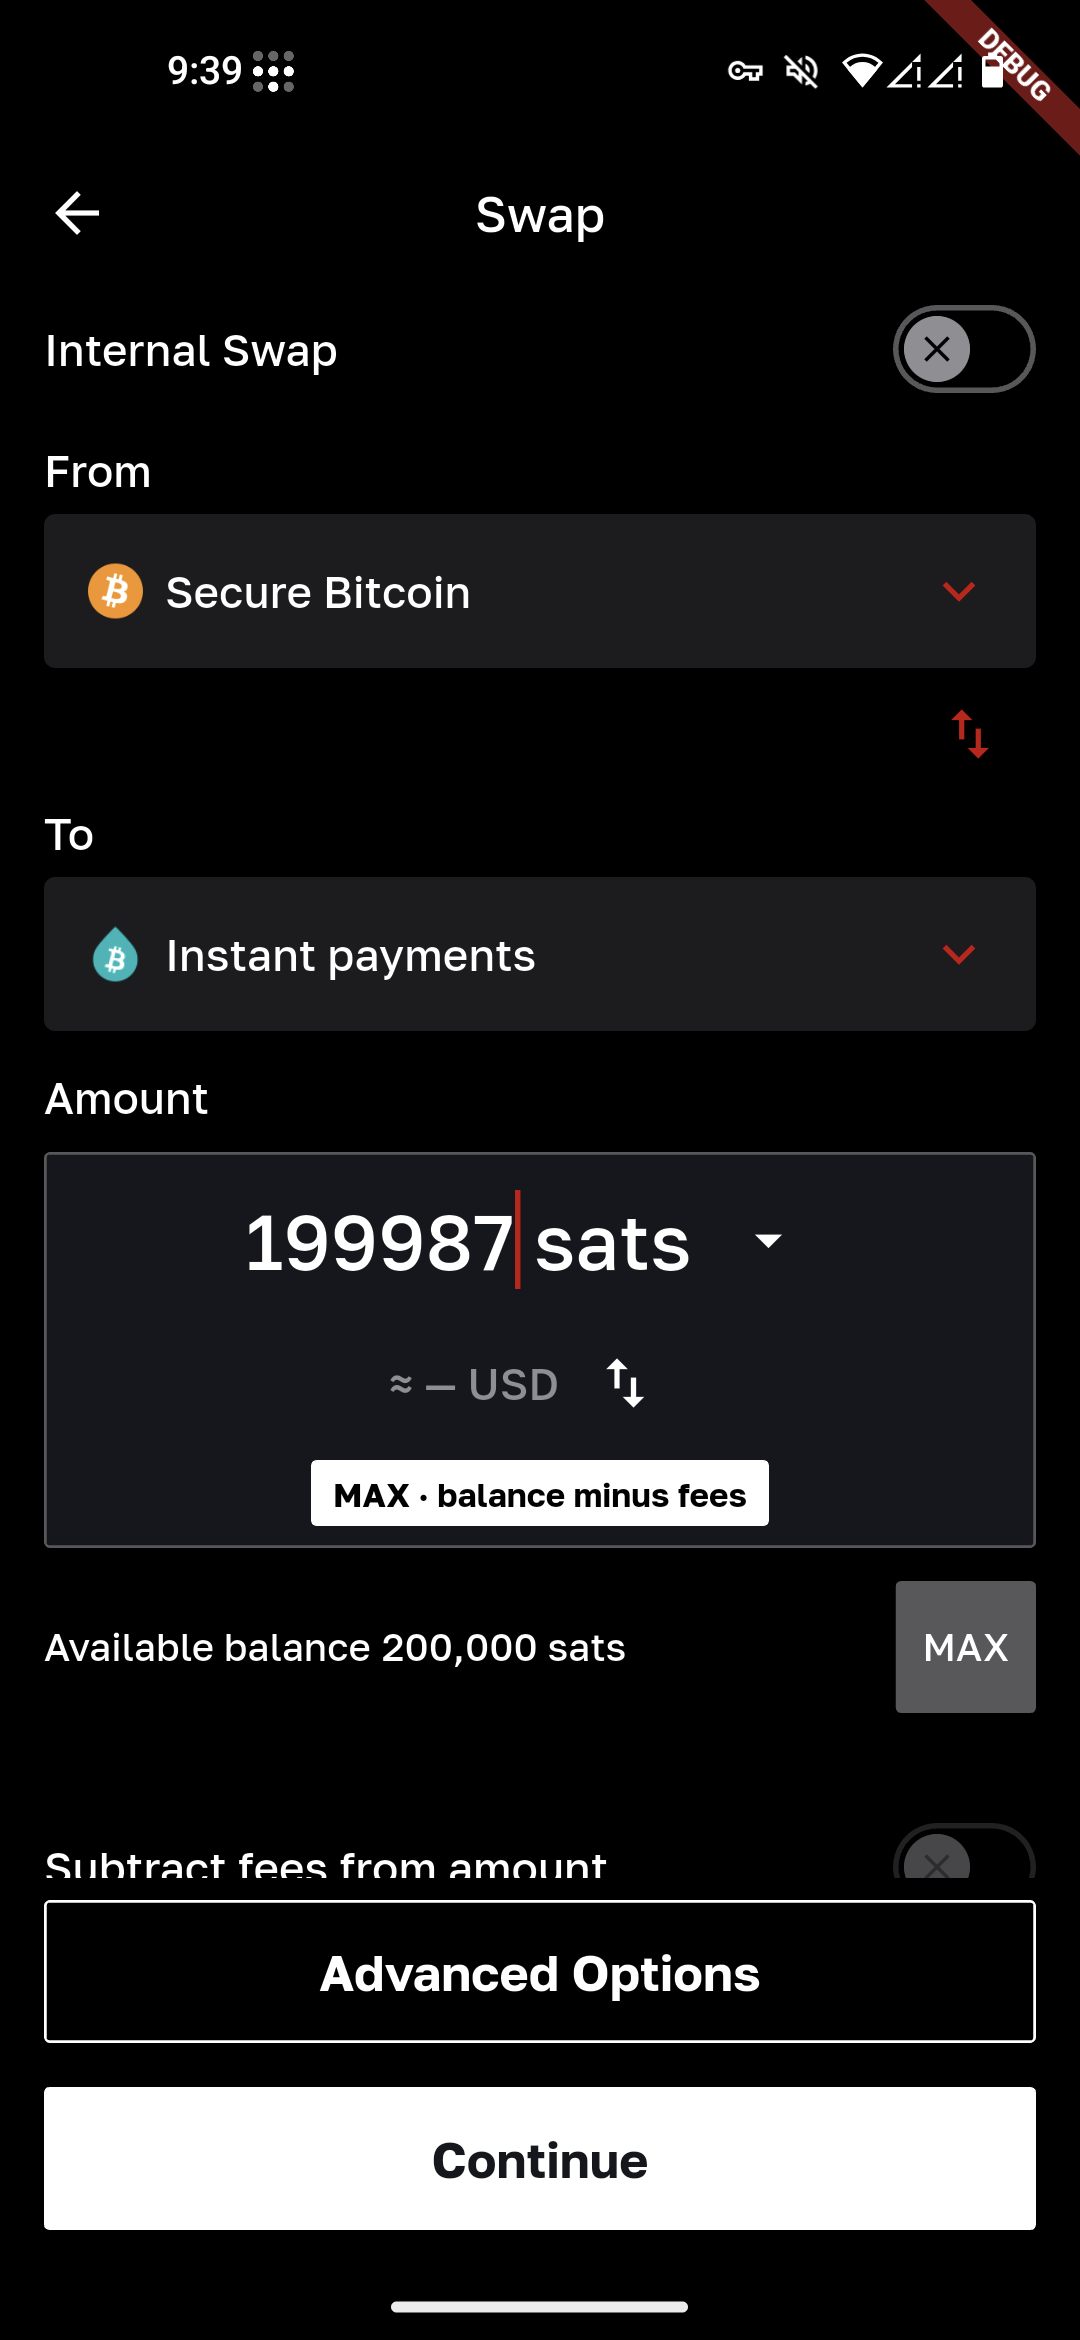 9:39
DEBUG
Swap
Internal Swap
From
Secure Bitcoin
To
Instant payments
Amount
199987 sats
≈ — USD
MAX · balance minus fees
Available balance 200,000 sats
MAX
Subtract fees from amount
Advanced Options
Continue